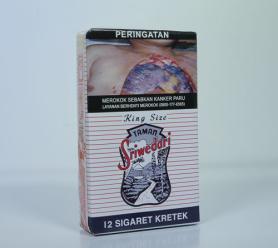 PERINGATAN
MEROKOK SEBABKAN KANKER PARU
LAYANAN BERHENTI MEROKOK (0800-177-6565)
King Size
TAMAN
Sriwedari
12 SIGARET KRETEK